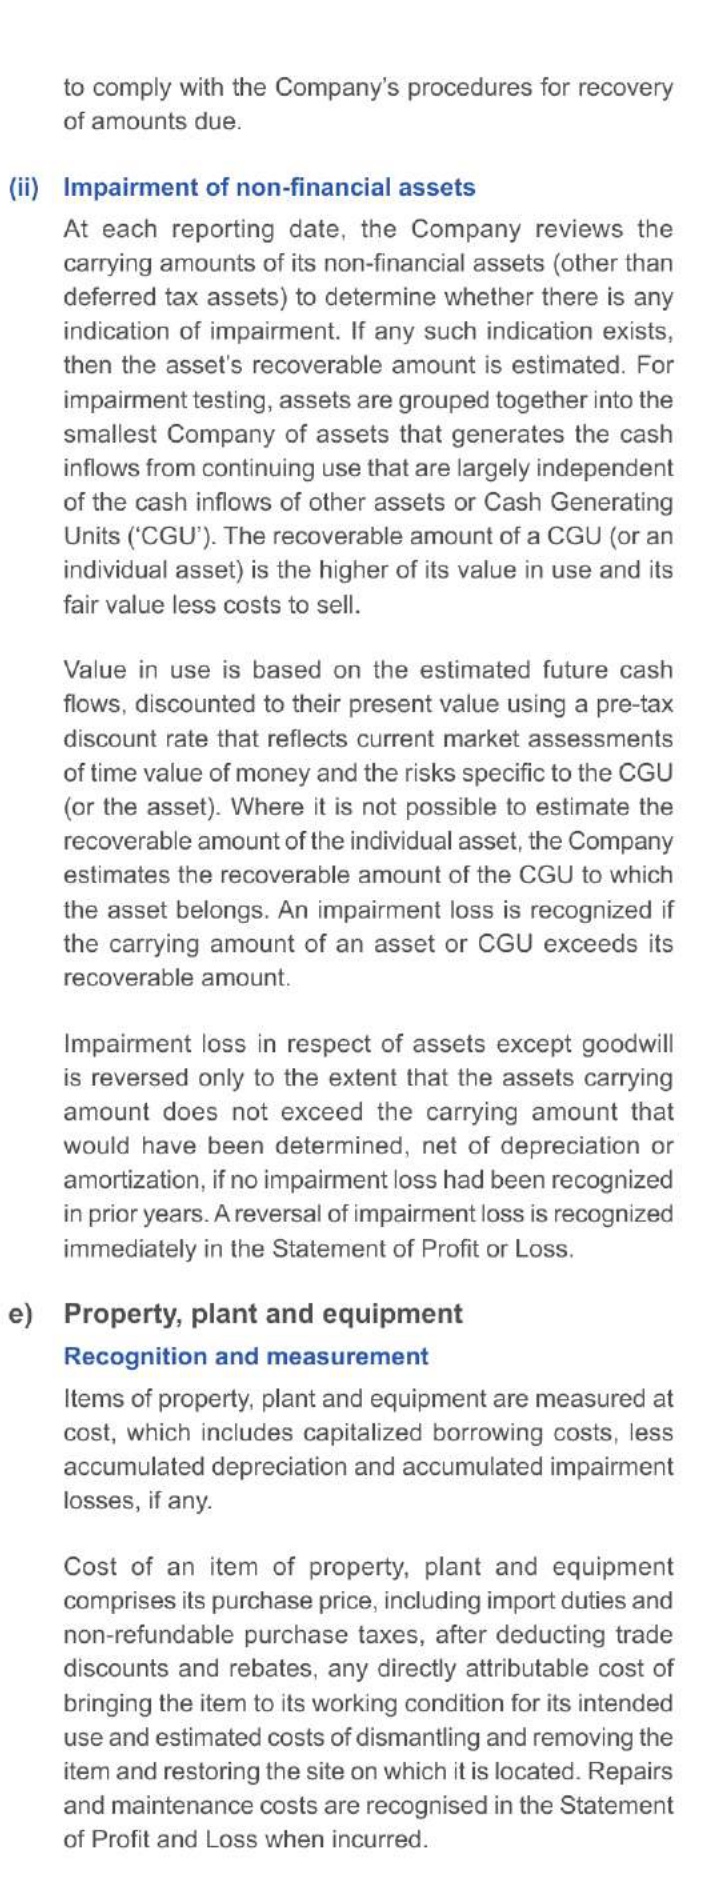 to comply with the Company's procedures for recovery
of amounts due.
(ii) Impairment of non-financial assets
At each reporting date, the Company reviews the
carrying amounts of its non-financial assets (other than
deferred tax assets) to determine whether there is any
indication of impairment. If any such indication exists,
then the asset's recoverable amount is estimated. For
impairment testing, assets are grouped together into the
smallest Company of assets that generates the cash
inflows from continuing use that are largely independent
of the cash inflows of other assets or Cash Generating
Units (‘CGU’). The recoverable amount of a CGU (or an
individual asset) is the higher of its value in use and its
fair value less costs to sell.
Value in use is based on the estimated future cash
flows, discounted to their present value using a pre-tax
discount rate that reflects current market assessments
of time value of money and the risks specific to the CGU
(or the asset). Where it is not possible to estimate the
recoverable amount of the individual asset, the Company
estimates the recoverable amount of the CGU to which
the asset belongs. An impairment loss is recognized if
the carrying amount of an asset or CGU exceeds its
recoverable amount.
Impairment loss in respect of assets except goodwill
is reversed only to the extent that the assets carrying
amount does not exceed the carrying amount that
would have been determined, net of depreciation or
amortization, if no impairment loss had been recognized
in prior years. A reversal of impairment loss is recognized
immediately in the Statement of Profit or Loss.
e) Property, plant and equipment
Recognition and measurement
Items of property, plant and equipment are measured at
cost, which includes capitalized borrowing costs, less
accumulated depreciation and accumulated impairment
losses, if any.
Cost of an item of property, plant and equipment
comprises its purchase price, including import duties and
non-refundable purchase taxes, after deducting trade
discounts and rebates, any directly attributable cost of
bringing the item to its working condition for its intended
use and estimated costs of dismantling and removing the
item and restoring the site on which it is located. Repairs
and maintenance costs are recognised in the Statement
of Profit and Loss when incurred.